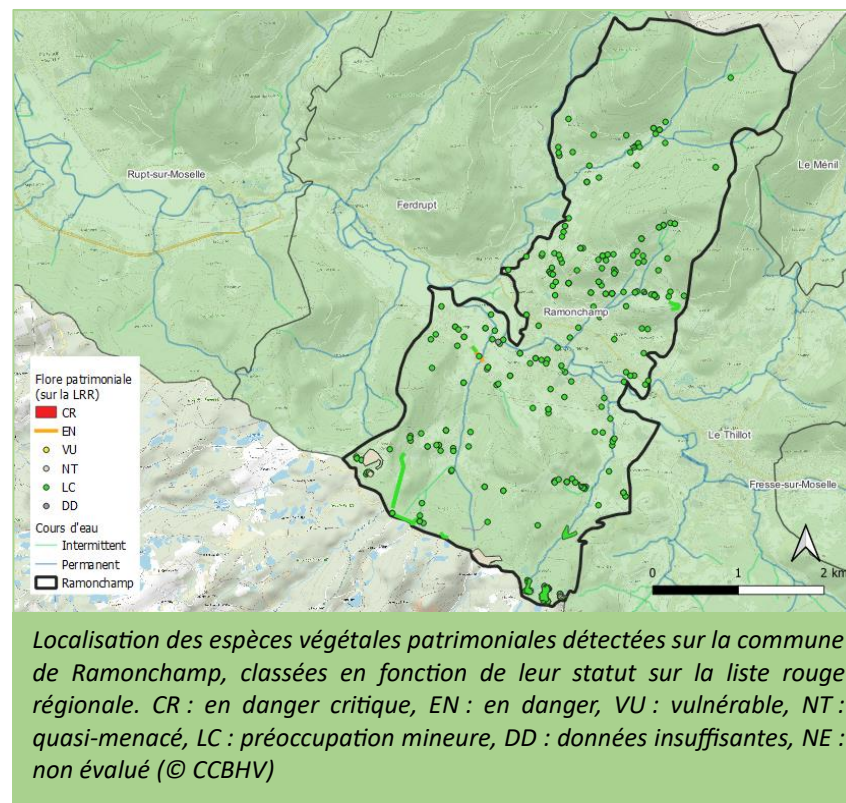 Rupt-sur-Moselle
Ferdrupt
Le Ménil
Ramonchamp
Le Thillot
Fresse-sur-Moselle
Flore patrimoniale
(sur la LRR)
CR
EN
VU
NT
LC
DD
Cours d'eau
Intermittent
Permanent
Ramonchamp
0 1 2 km
Localisation des espèces végétales patrimoniales détectées sur la commune
de Ramonchamp, classées en fonction de leur statut sur la liste rouge
régionale. CR : en danger critique, EN : en danger, VU : vulnérable, NT :
quasi-menacé, LC : préoccupation mineure, DD : données insuffisantes, NE :
non évalué (© CCBHV)